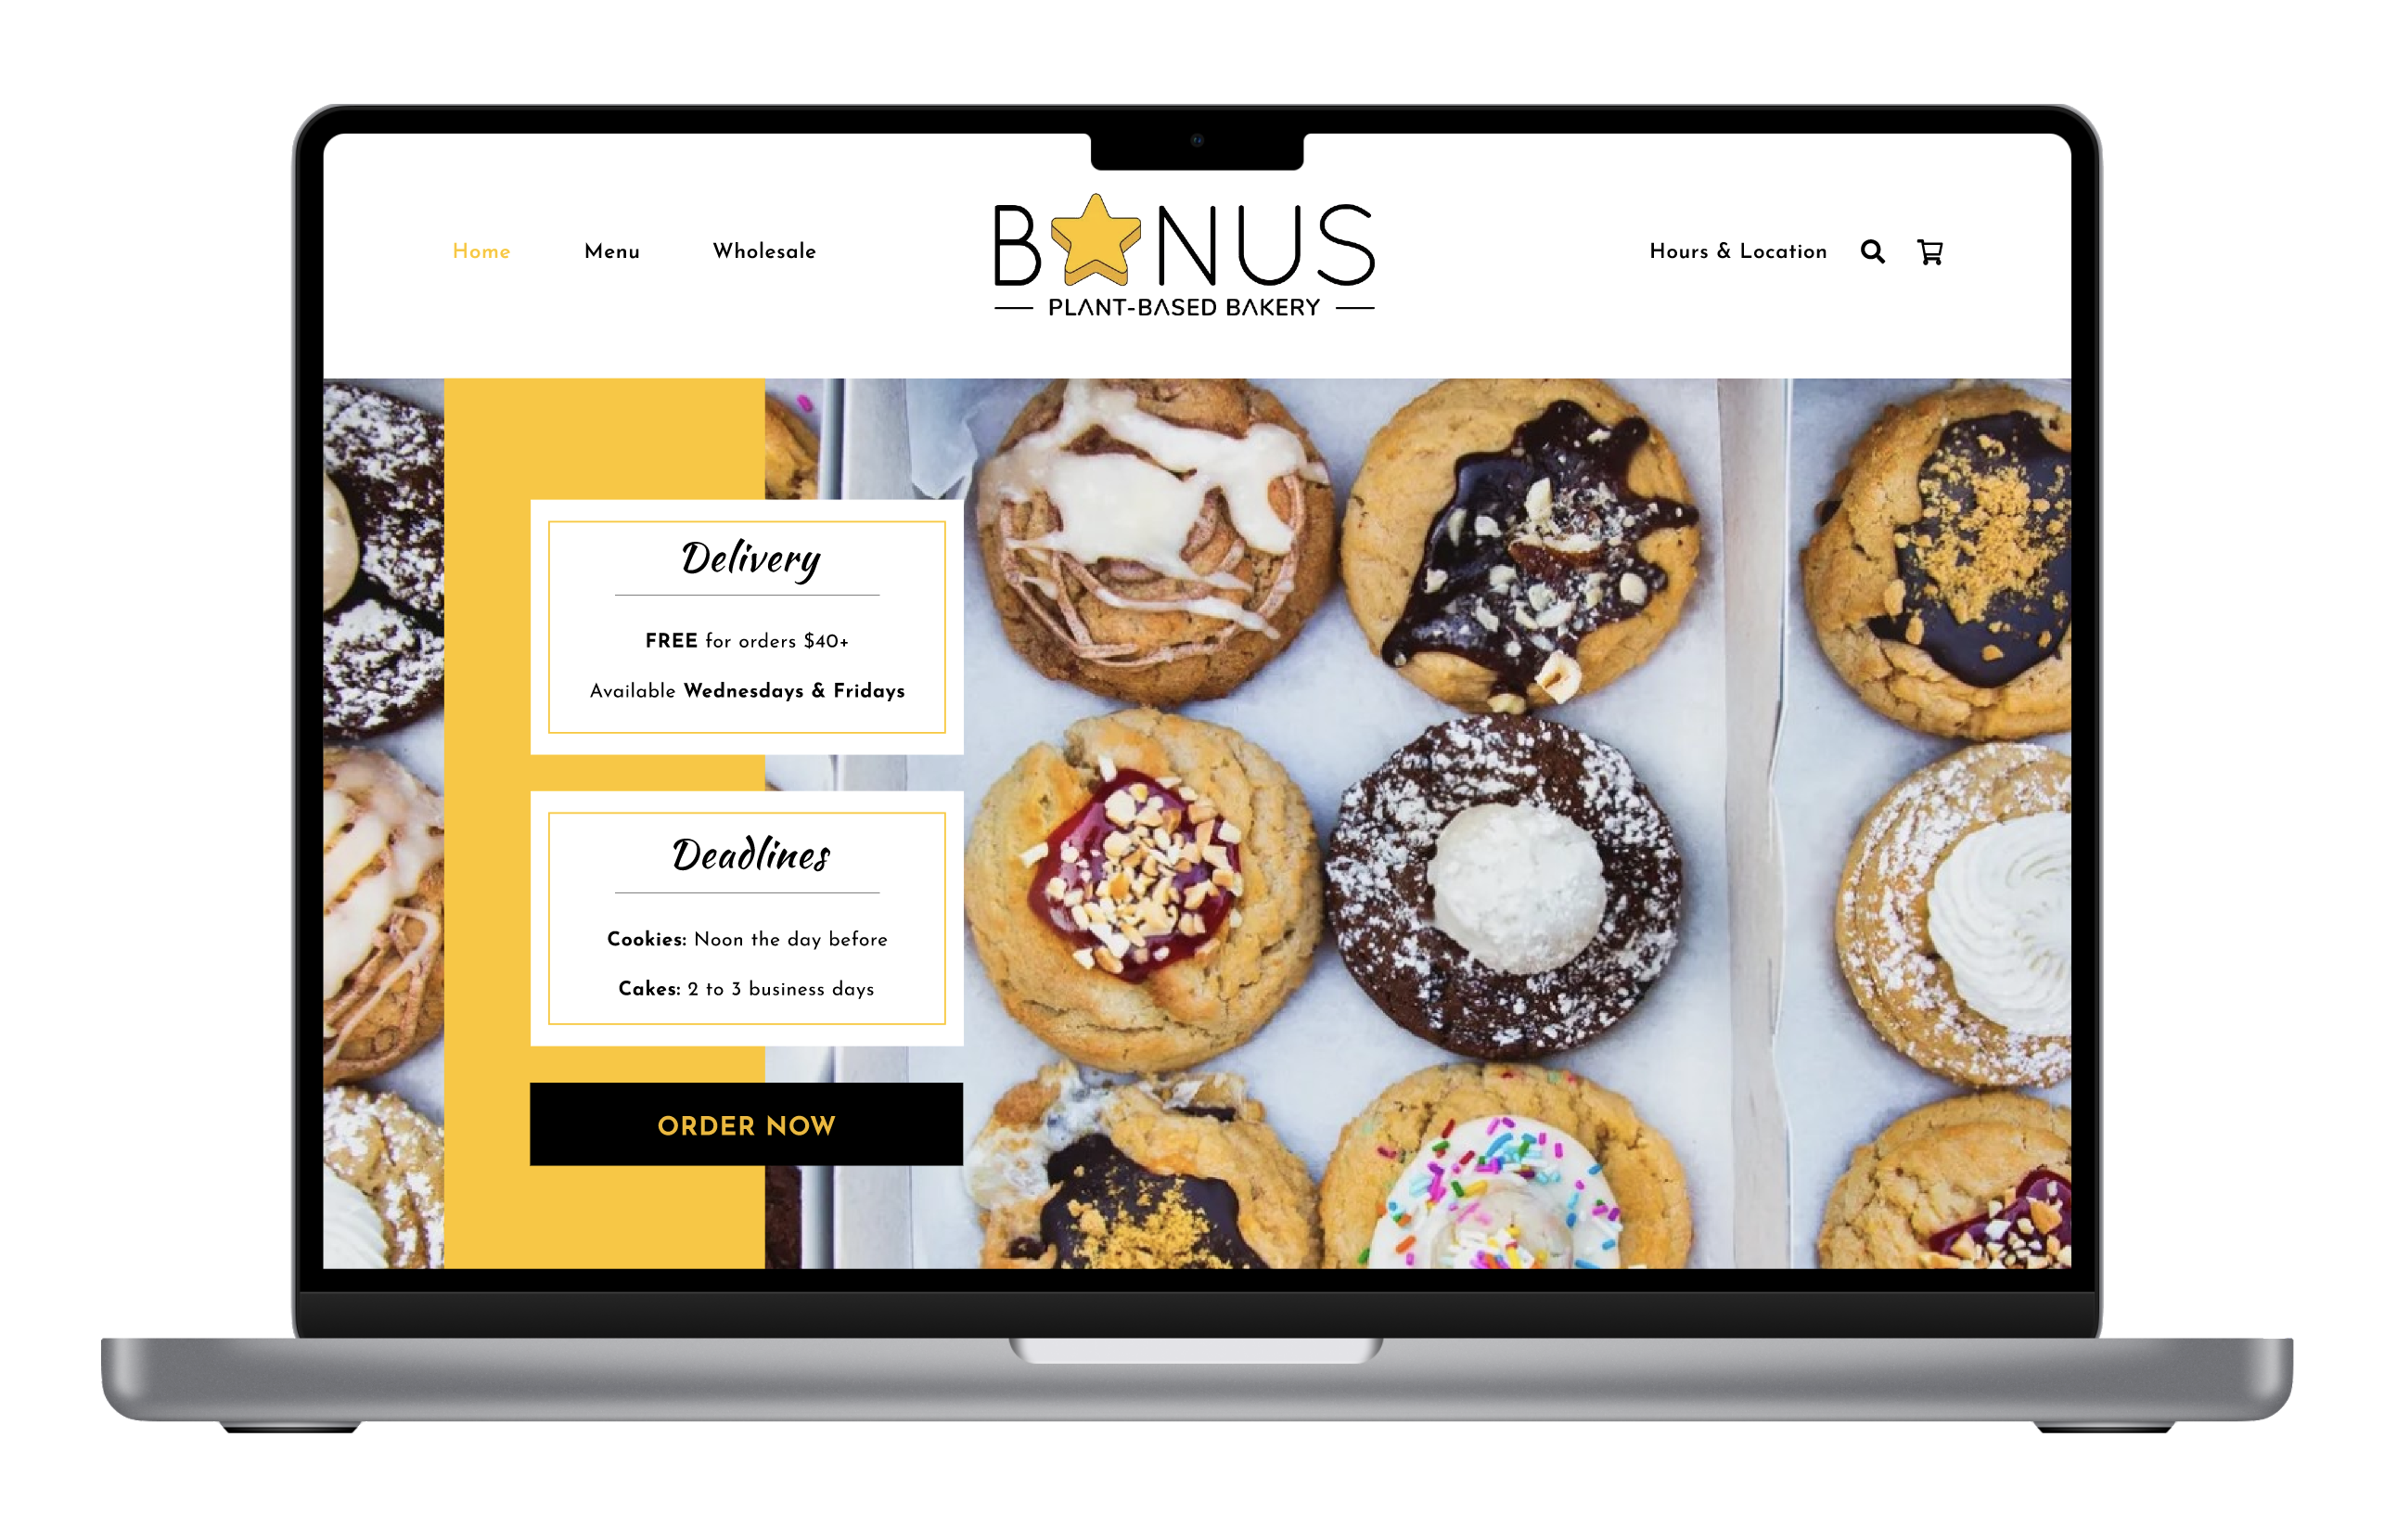 Home Menu Wholesale
BONUS
PLANT-BASED BAKERY
Hours & Location
Delivery
FREE for orders $40+
Available Wednesdays & Fridays
Deadlines
Cookies: Noon the day before
Cakes: 2 to 3 business days
ORDER NOW